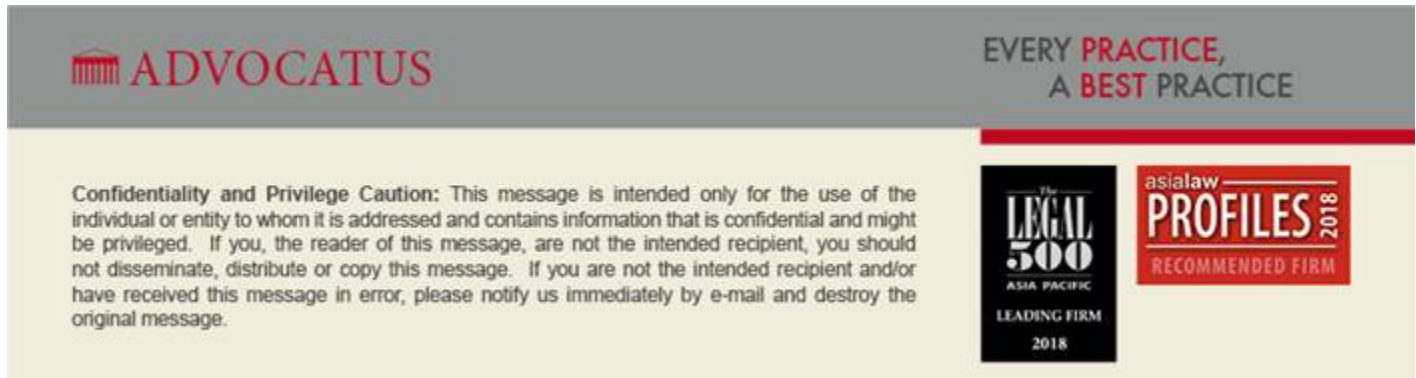 ADVOCATUS
EVERY PRACTICE,
A BEST PRACTICE
Confidentiality and Privilege Caution: This message is intended only for the use of the
individual or entity to whom it is addressed and contains information that is confidential and might
be privileged. If you, the reader of this message, are not the intended recipient, you should
not disseminate, distribute or copy this message. If you are not the intended recipient and/or
have received this message in error, please notify us immediately by e-mail and destroy the
original message.
The
LEGAL
500
ASIA PACIFIC
LEADING FIRM
2018
asialaw
PROFILES 2018
RECOMMENDED FIRM